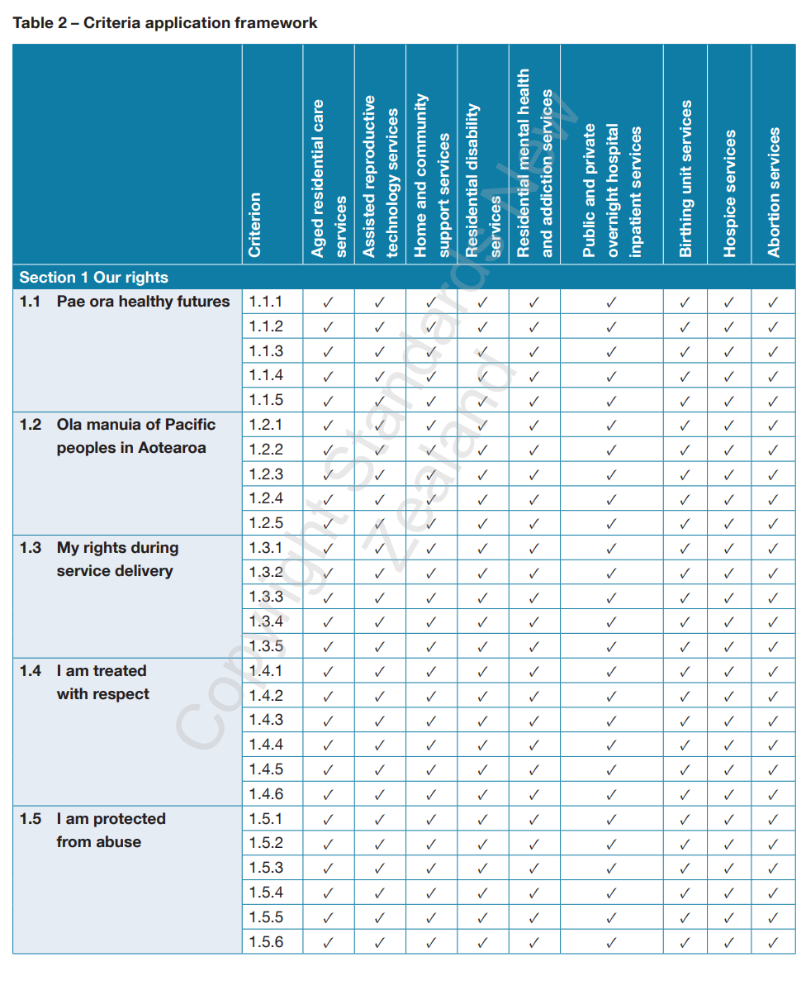 Table 2 – Criteria application framework
Criterion
Aged residential care
services
Assisted reproductive
technology services
Home and community
support services
Residential disability
services
Residential mental health
and addiction services
Public and private
overnight hospital
inpatient services
Birthing unit services
Hospice services
Abortion services
Section 1 Our rights
1.1 Pae ora healthy futures 1.1.1 ✓ ✓ ✓ ✓ ✓ ✓ ✓ ✓ ✓
1.1.2 ✓ ✓ ✓ ✓ ✓ ✓ ✓ ✓ ✓
1.1.3 ✓ ✓ ✓ ✓ ✓ ✓ ✓ ✓ ✓
1.1.4 ✓ ✓ ✓ ✓ ✓ ✓ ✓ ✓ ✓
1.1.5 ✓ ✓ ✓ ✓ ✓ ✓ ✓ ✓ ✓
1.2 Ola manuia of Pacific 1.2.1 ✓ ✓ ✓ ✓ ✓ ✓ ✓ ✓ ✓
peoples in Aotearoa 1.2.2 ✓ ✓ ✓ ✓ ✓ ✓ ✓ ✓ ✓
1.2.3 ✓ ✓ ✓ ✓ ✓ ✓ ✓ ✓ ✓
1.2.4 ✓ ✓ ✓ ✓ ✓ ✓ ✓ ✓ ✓
1.2.5 ✓ ✓ ✓ ✓ ✓ ✓ ✓ ✓ ✓
1.3 My rights during 1.3.1 ✓ ✓ ✓ ✓ ✓ ✓ ✓ ✓ ✓
service delivery 1.3.2 ✓ ✓ ✓ ✓ ✓ ✓ ✓ ✓ ✓
1.3.3 ✓ ✓ ✓ ✓ ✓ ✓ ✓ ✓ ✓
1.3.4 ✓ ✓ ✓ ✓ ✓ ✓ ✓ ✓ ✓
1.3.5 ✓ ✓ ✓ ✓ ✓ ✓ ✓ ✓ ✓
1.4 I am treated 1.4.1 ✓ ✓ ✓ ✓ ✓ ✓ ✓ ✓ ✓
with respect 1.4.2 ✓ ✓ ✓ ✓ ✓ ✓ ✓ ✓ ✓
1.4.3 ✓ ✓ ✓ ✓ ✓ ✓ ✓ ✓ ✓
1.4.4 ✓ ✓ ✓ ✓ ✓ ✓ ✓ ✓ ✓
1.4.5 ✓ ✓ ✓ ✓ ✓ ✓ ✓ ✓ ✓
1.4.6 ✓ ✓ ✓ ✓ ✓ ✓ ✓ ✓ ✓
1.5 I am protected 1.5.1 ✓ ✓ ✓ ✓ ✓ ✓ ✓ ✓ ✓
from abuse 1.5.2 ✓ ✓ ✓ ✓ ✓ ✓ ✓ ✓ ✓
1.5.3 ✓ ✓ ✓ ✓ ✓ ✓ ✓ ✓ ✓
1.5.4 ✓ ✓ ✓ ✓ ✓ ✓ ✓ ✓ ✓
1.5.5 ✓ ✓ ✓ ✓ ✓ ✓ ✓ ✓ ✓
1.5.6 ✓ ✓ ✓ ✓ ✓ ✓ ✓ ✓ ✓
Copyright Standards New
Zealand